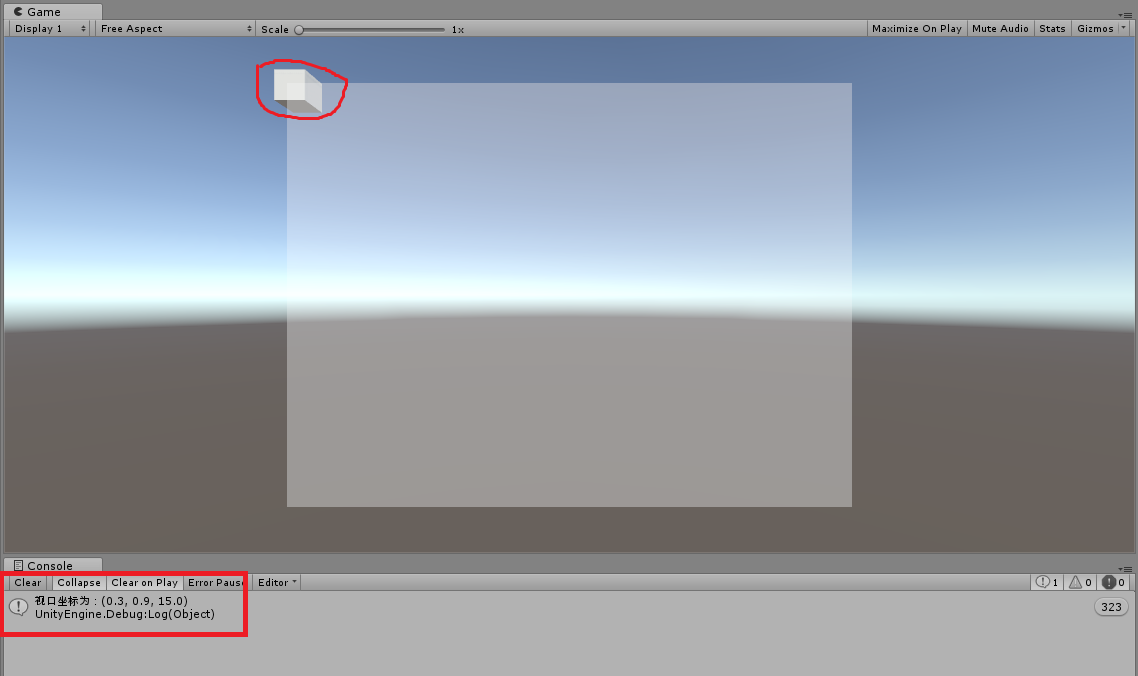 Game
Display 1 Free Aspect Scale 1x Maximize On Play Mute Audio Stats Gizmos
Console
Clear Collapse Clear on Play Error Pause Editor 1 0 0
视口坐标为：(0.3, 0.9, 15.0)
UnityEngine.Debug:Log(Object)
323